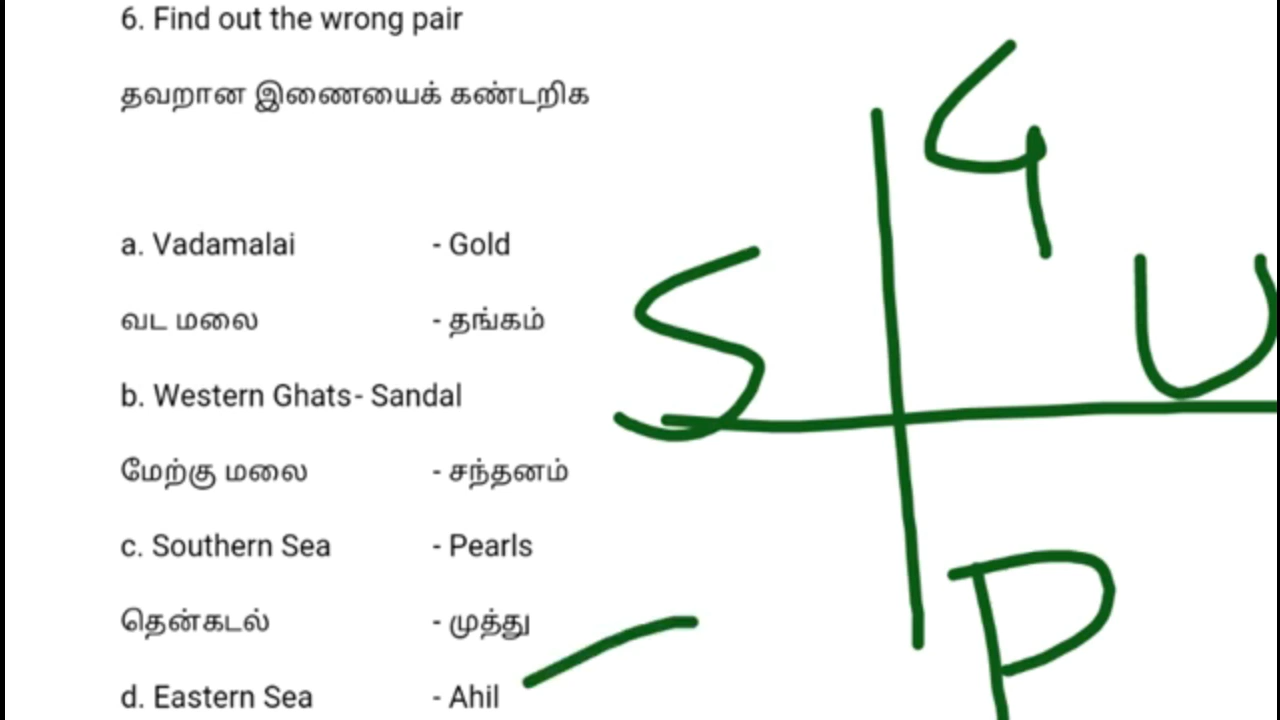 6. Find out the wrong pair
தவறான இணையைக் கண்டறிக
a. Vadamalai - Gold
வட மலை - தங்கம்
b. Western Ghats- Sandal
மேற்கு மலை - சந்தனம்
c. Southern Sea - Pearls
தென்கடல் - முத்து
d. Eastern Sea - Ahil
G
S U
P